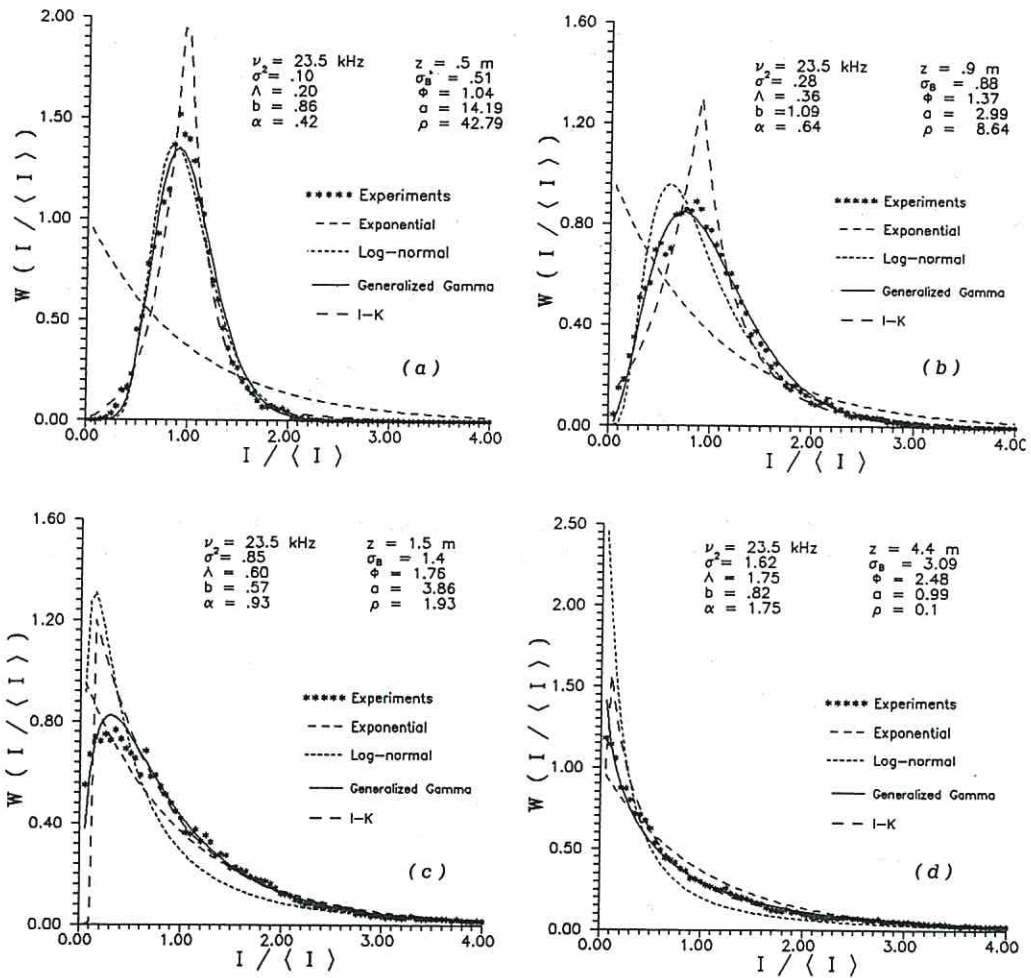 2.00
1.60
1.20
0.80
0.40
0.00
W ( I / ⟨ I ⟩ )
1.50
1.00
0.50
0.00
0.00 1.00 2.00 3.00 4.00
I / ⟨ I ⟩
ν₂ = 23.5 kHz z = .5 m
σ²= .10 σB = .51
Λ = .20 Φ = 1.04
b = .86 a = 14.19
α = .42 ρ = 42.79
***** Experiments
Exponential
Log-normal
Generalized Gamma
I-K
(a)
W ( I / ⟨ I ⟩ )
0.00 1.00 2.00 3.00 4.00
I / ⟨ I ⟩
ν₂ = 23.5 kHz z = .9 m
σ²= .28 σB = .88
Λ = .36 Φ = 1.37
b = 1.09 a = 2.99
α = .64 ρ = 8.64
***** Experiments
Exponential
Log-normal
Generalized Gamma
I-K
(b)
1.60
1.20
0.80
0.40
0.00
W ( I / ⟨ I ⟩ )
0.00 1.00 2.00 3.00 4.00
I / ⟨ I ⟩
ν₂ = 23.5 kHz z = 1.5 m
σ²= .85 σB = 1.4
Λ = .60 Φ = 1.76
b = .57 a = 3.86
α = .93 ρ = 1.93
***** Experiments
Exponential
Log-normal
Generalized Gamma
I-K
(c)
2.50
2.00
1.50
1.00
0.50
0.00
W ( I / ⟨ I ⟩ )
0.00 1.00 2.00 3.00 4.00
I / ⟨ I ⟩
ν₂ = 23.5 kHz z = 4.4 m
σ²= 1.62 σB = 3.09
Λ = 1.75 Φ = 2.48
b = .82 a = 0.99
α = 1.75 ρ = 0.1
***** Experiments
Exponential
Log-normal
Generalized Gamma
I-K
(d)